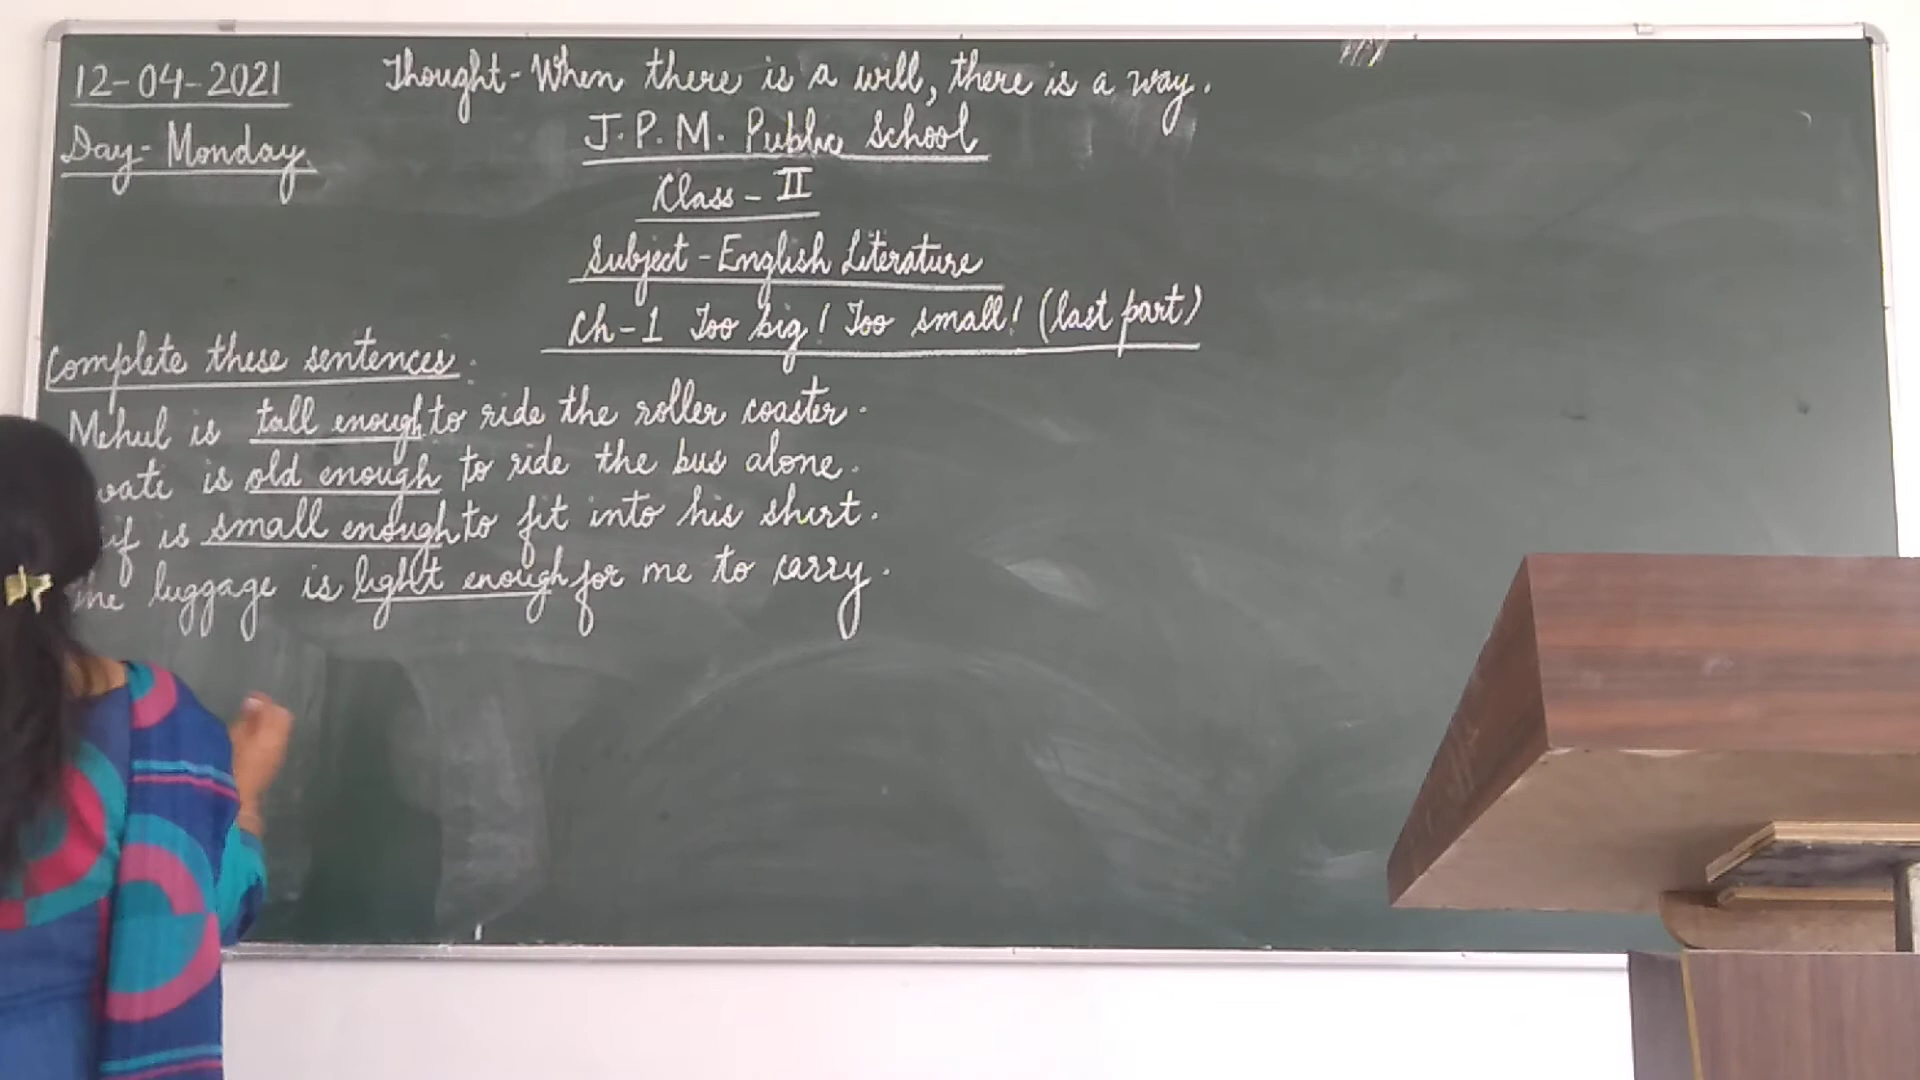 12-04-2021
Thought - When there is a will, there is a way.
Day - Monday
J.P.M. Public School
Class - II
Subject - English Literature
Ch-1 Too big! Too small! (last part)
Complete these sentences.
Mehul is tall enough to ride the roller coaster.
is old enough to ride the bus alone.
is small enough to fit into his shirt.
The luggage is light enough for me to carry.